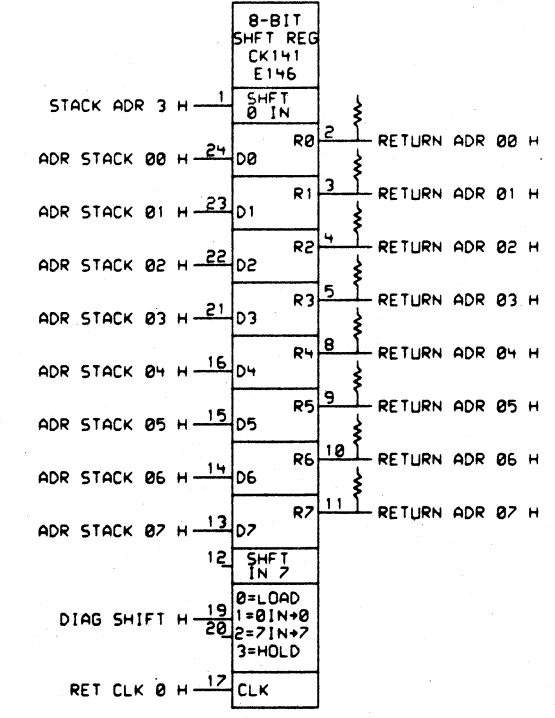 8-BIT
SHFT REG
CK141
E146
STACK ADR 3 H 1 SHFT
0 IN
R0 2 RETURN ADR 00 H
ADR STACK 00 H 24 D0
R1 3 RETURN ADR 01 H
ADR STACK 01 H 23 D1
R2 4 RETURN ADR 02 H
ADR STACK 02 H 22 D2
R3 5 RETURN ADR 03 H
ADR STACK 03 H 21 D3
R4 8 RETURN ADR 04 H
ADR STACK 04 H 16 D4
R5 9 RETURN ADR 05 H
ADR STACK 05 H 15 D5
R6 10 RETURN ADR 06 H
ADR STACK 06 H 14 D6
R7 11 RETURN ADR 07 H
ADR STACK 07 H 13 D7
12 SHFT
IN 7
0=LOAD
DIAG SHIFT H 19 1=0IN→0
20 2=7IN→7
3=HOLD
RET CLK 0 H 17 CLK